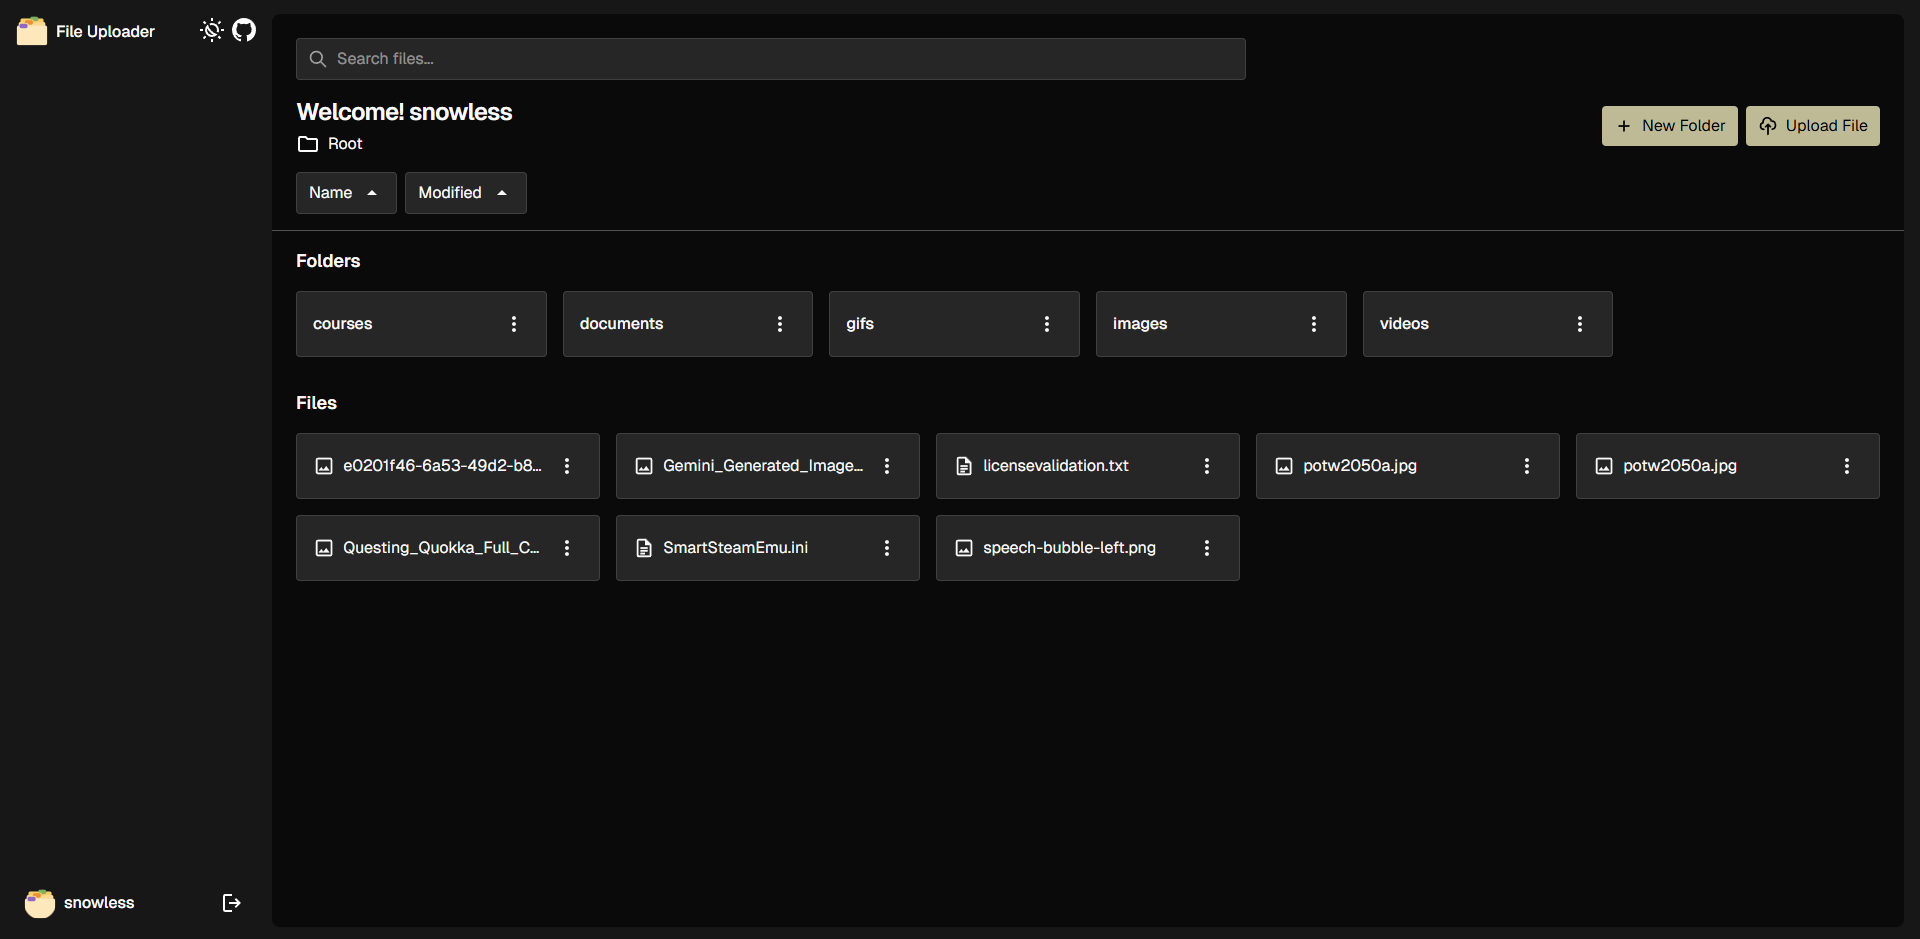 File Uploader
Search files...
Welcome! snowless
Root
New Folder
Upload File
Name
Modified
Folders
courses
documents
gifs
images
videos
Files
e0201f46-6a53-49d2-b8...
Gemini_Generated_Image...
licensevalidation.txt
potw2050a.jpg
potw2050a.jpg
Questing_Quokka_Full_C...
SmartSteamEmu.ini
speech-bubble-left.png
snowless